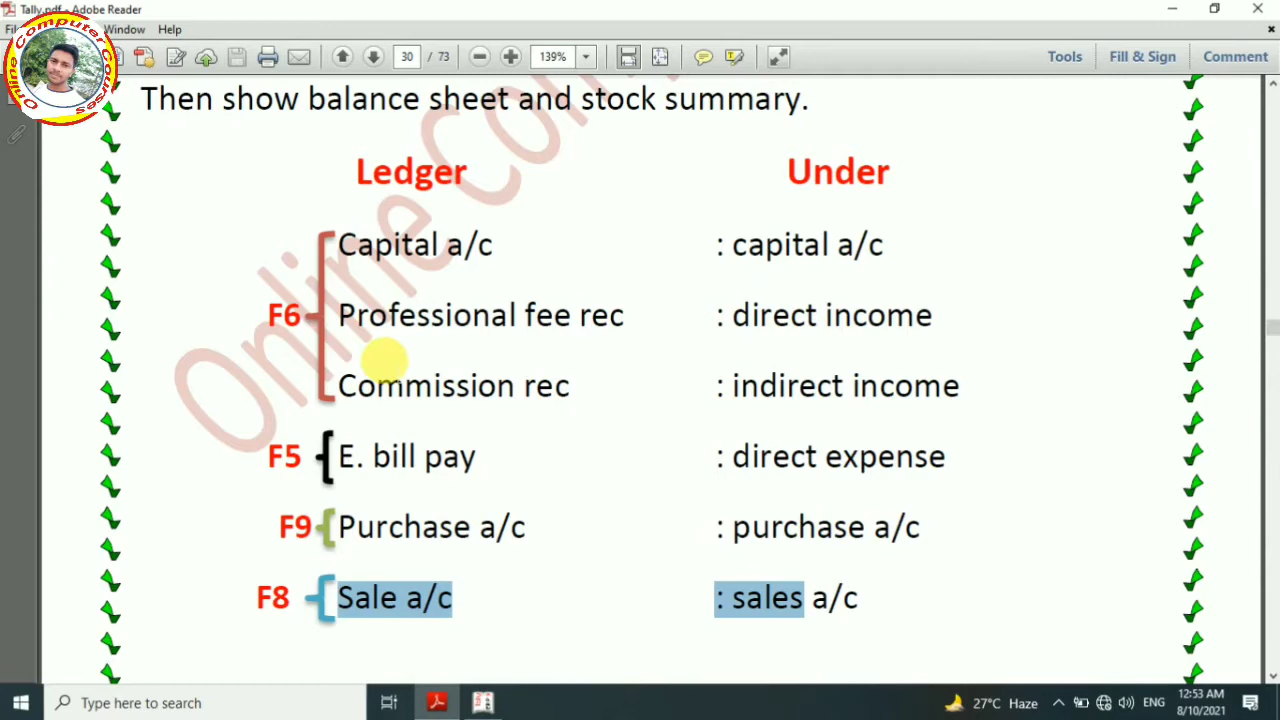 Tally.pdf - Adobe Reader
Window Help
Online Computer Courses
30 / 73
139%
Tools Fill & Sign Comment
Then show balance sheet and stock summary.
Ledger Under
Capital a/c : capital a/c
F6 Professional fee rec : direct income
Commission rec : indirect income
F5 E. bill pay : direct expense
F9 Purchase a/c : purchase a/c
F8 Sale a/c : sales a/c
Online Com
Type here to search
27°C Haze
ENG
12:53 AM
8/10/2021